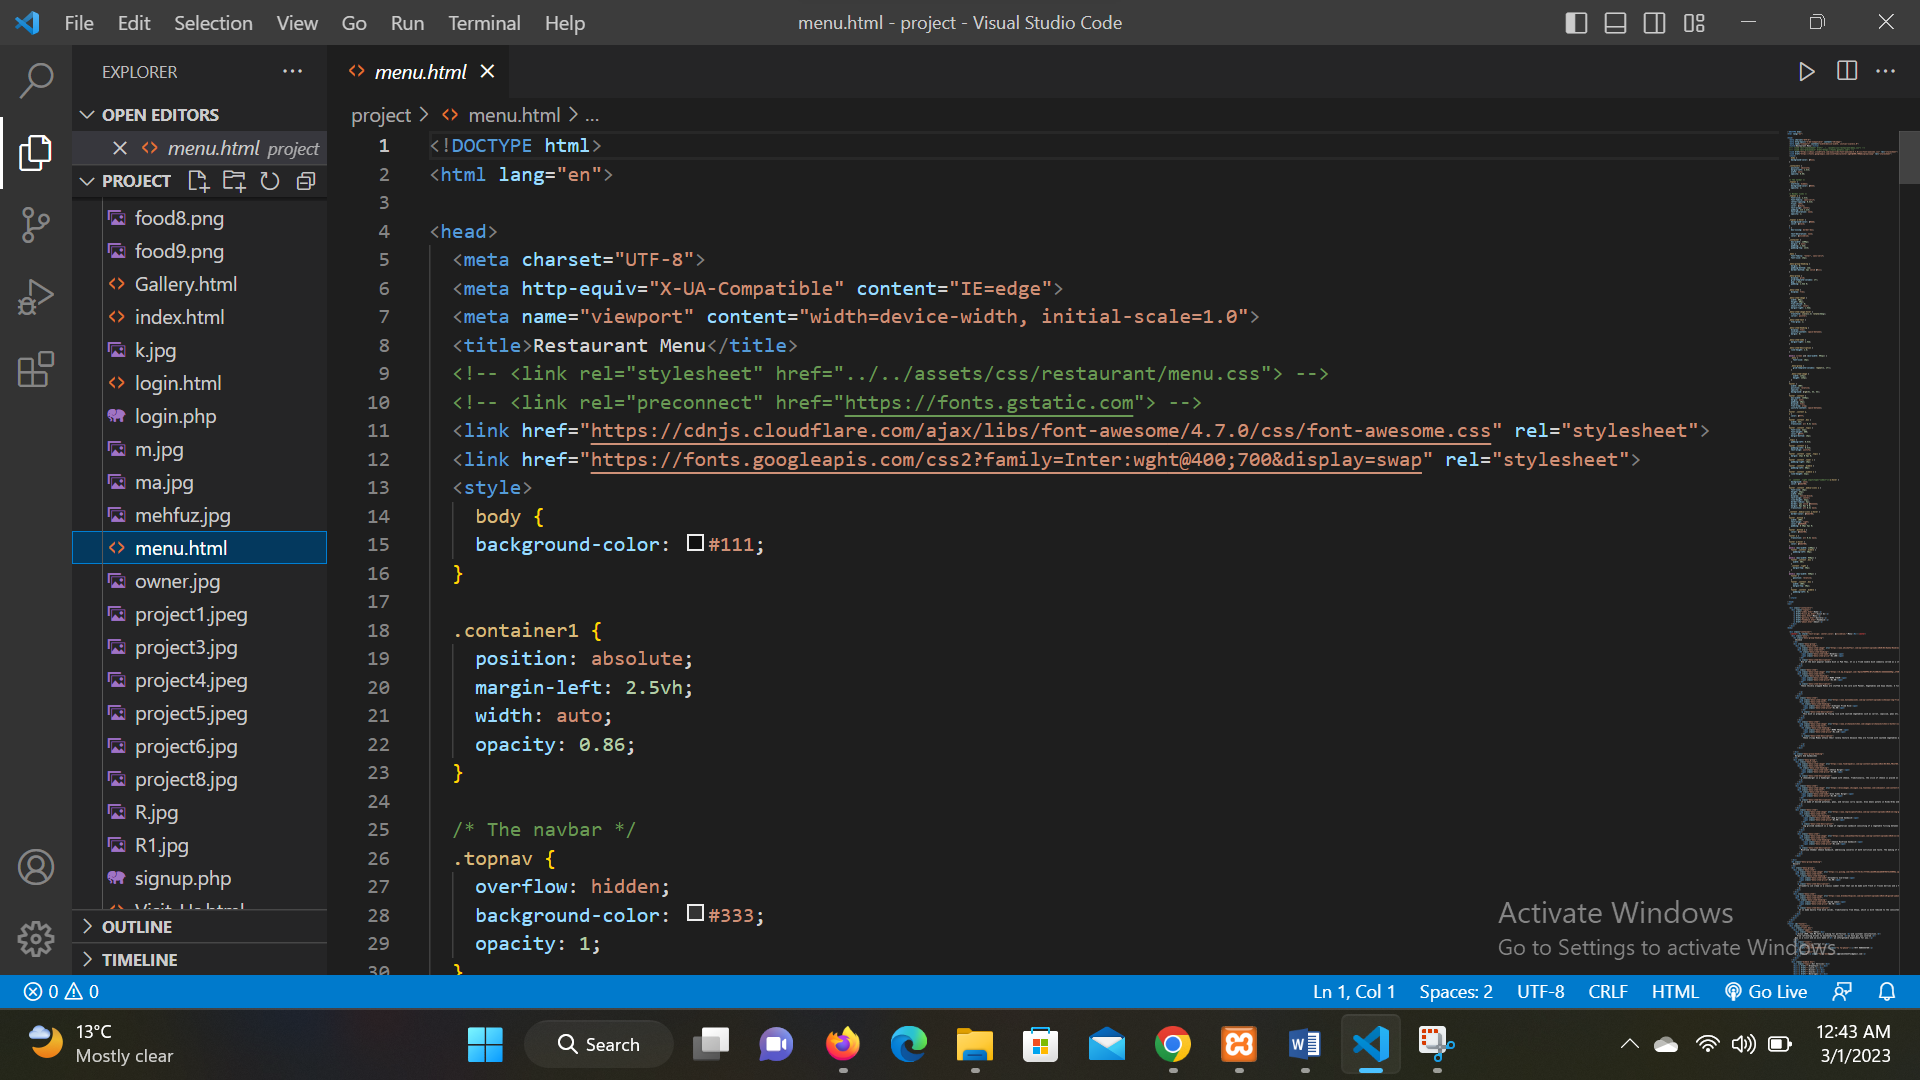 File Edit Selection View Go Run Terminal Help
menu.html - project - Visual Studio Code
EXPLORER
OPEN EDITORS
menu.html project
PROJECT
food8.png
food9.png
Gallery.html
index.html
k.jpg
login.html
login.php
m.jpg
ma.jpg
mehfuz.jpg
menu.html
owner.jpg
project1.jpeg
project3.jpg
project4.jpeg
project5.jpeg
project6.jpg
project8.jpg
R.jpg
R1.jpg
signup.php
OUTLINE
TIMELINE
menu.html
project > menu.html > ...
1 <!DOCTYPE html>
2 <html lang="en">
3
4 <head>
5 <meta charset="UTF-8">
6 <meta http-equiv="X-UA-Compatible" content="IE=edge">
7 <meta name="viewport" content="width=device-width, initial-scale=1.0">
8 <title>Restaurant Menu</title>
9 <!-- <link rel="stylesheet" href="../../assets/css/restaurant/menu.css"> -->
10 <!-- <link rel="preconnect" href="https://fonts.gstatic.com"> -->
11 <link href="https://cdnjs.cloudflare.com/ajax/libs/font-awesome/4.7.0/css/font-awesome.css" rel="stylesheet">
12 <link href="https://fonts.googleapis.com/css2?family=Inter:wght@400;700&display=swap" rel="stylesheet">
13 <style>
14 body {
15 background-color: #111;
16 }
17
18 .container1 {
19 position: absolute;
20 margin-left: 2.5vh;
21 width: auto;
22 opacity: 0.86;
23 }
24
25 /* The navbar */
26 .topnav {
27 overflow: hidden;
28 background-color: #333;
29 opacity: 1;
30 }
Activate Windows
Go to Settings to activate Windows.
0 0
Ln 1, Col 1 Spaces: 2 UTF-8 CRLF HTML Go Live
13°C
Mostly clear
Search
12:43 AM
3/1/2023